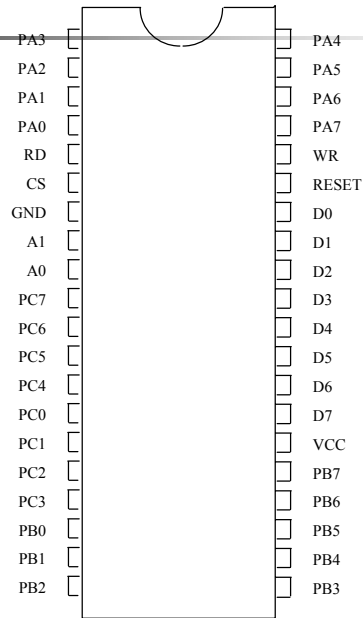 PA3 PA4
PA2 PA5
PA1 PA6
PA0 PA7
RD WR
CS RESET
GND D0
A1 D1
A0 D2
PC7 D3
PC6 D4
PC5 D5
PC4 D6
PC0 D7
PC1 VCC
PC2 PB7
PC3 PB6
PB0 PB5
PB1 PB4
PB2 PB3